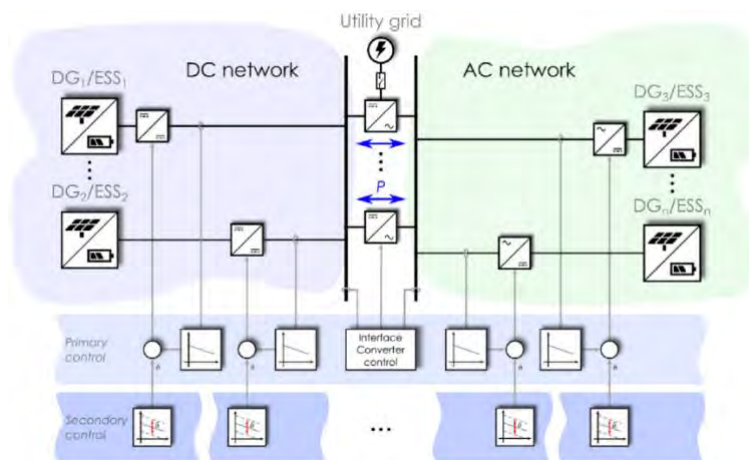 Utility grid
DC network
AC network
DG₁/ESS₁
DG₃/ESS₃
P
DG₂/ESS₂
DGₙ/ESSₙ
Primary
control
Interface
Converter
control
Secondary
control